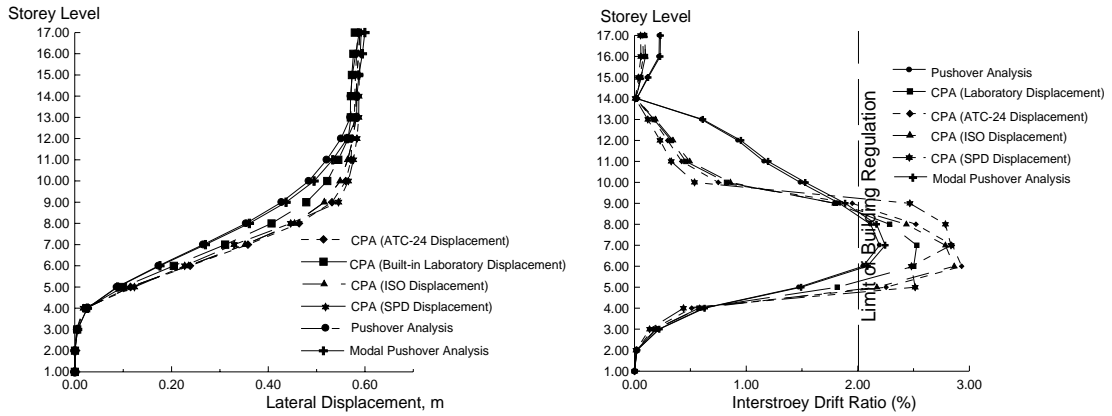 Storey Level
17.00
16.00
15.00
14.00
13.00
12.00
11.00
10.00
9.00
8.00
7.00
6.00
5.00
4.00
3.00
2.00
1.00
0.00
0.20
0.40
0.60
Lateral Displacement, m
CPA (ATC-24 Displacement)
CPA (Built-in Laboratory Displacement)
CPA (ISO Displacement)
CPA (SPD Displacement)
Pushover Analysis
Modal Pushover Analysis
Storey Level
17.00
16.00
15.00
14.00
13.00
12.00
11.00
10.00
9.00
8.00
7.00
6.00
5.00
4.00
3.00
2.00
1.00
0.00
1.00
2.00
3.00
Interstroey Drift Ratio (%)
Limit of Building Regulation
Pushover Analysis
CPA (Laboratory Displacement)
CPA (ATC-24 Displacement)
CPA (ISO Displacement)
CPA (SPD Displacement)
Modal Pushover Analysis